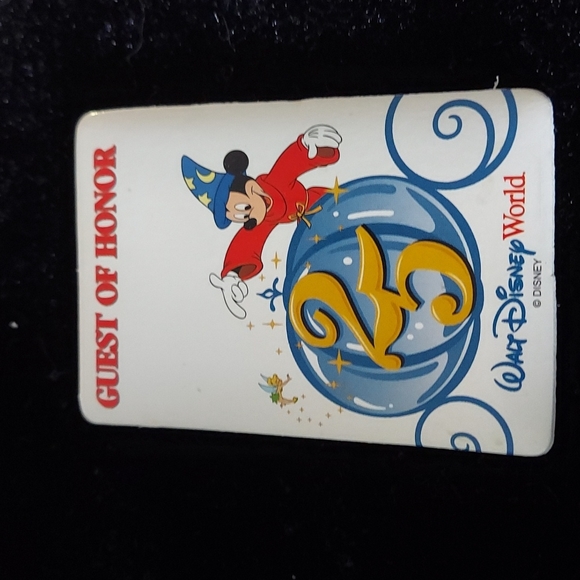 GUEST OF HONOR
25
WALT DISNEY World
© DISNEY